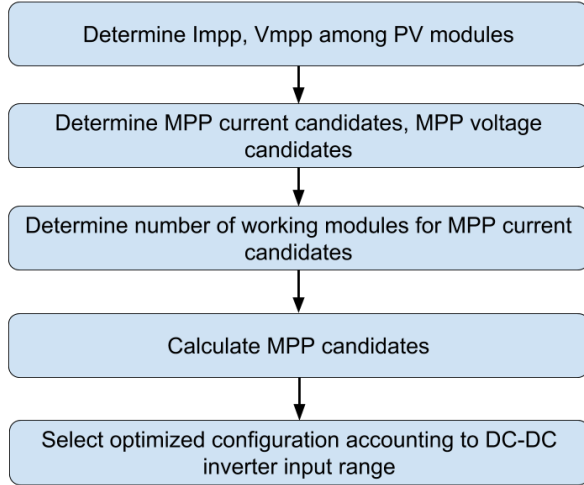 Determine Impp, Vmpp among PV modules
Determine MPP current candidates, MPP voltage
candidates
Determine number of working modules for MPP current
candidates
Calculate MPP candidates
Select optimized configuration accounting to DC-DC
inverter input range